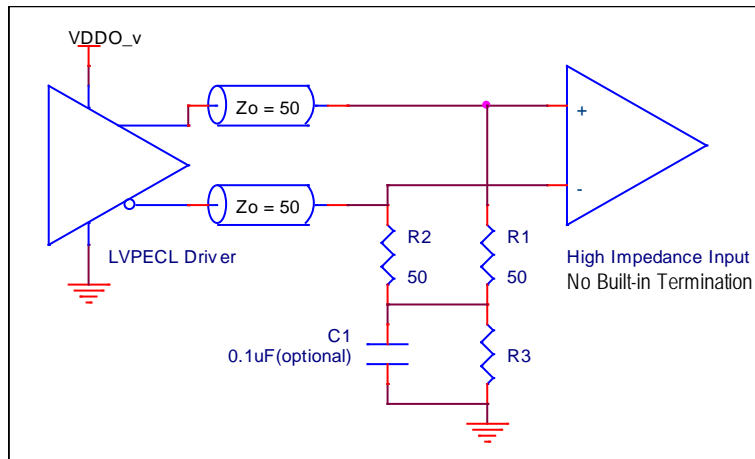 VDDO_v
Zo = 50
+
Zo = 50
-
LVPECL Driver
R2
50
R1
50
High Impedance Input
No Built-in Termination
C1
0.1uF(optional)
R3